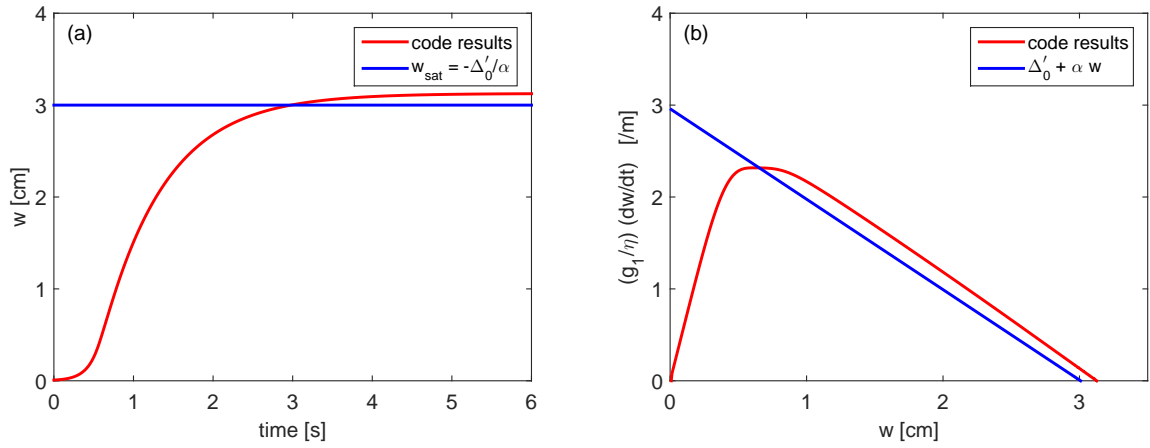 (a)
code results
w_sat = -Δ′_0/α
4
3
2
1
0
w [cm]
0 1 2 3 4 5 6
time [s]
(b)
code results
Δ′_0 + α w
4
3
2
1
0
(g_1/η) (dw/dt) [/m]
0 1 2 3
w [cm]